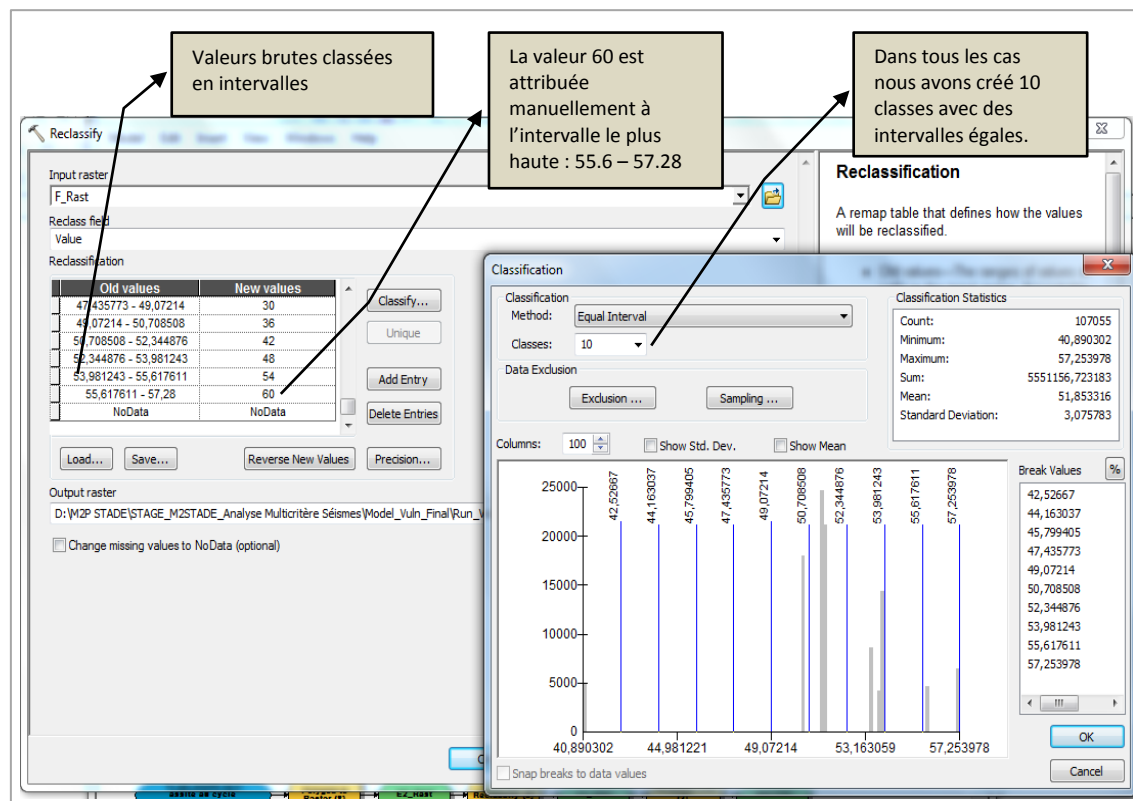 Valeurs brutes classées
en intervalles
La valeur 60 est
attribuée
manuellement à
l'intervalle le plus
haute : 55.6 – 57.28
Dans tous les cas
nous avons créé 10
classes avec des
intervalles égales.
Reclassify
Input raster
F_Rast
Reclass field
Value
Reclassification
Old values New values
47,435773 - 49,07214 30
49,07214 - 50,708508 36
50,708508 - 52,344876 42
52,344876 - 53,981243 48
53,981243 - 55,617611 54
55,617611 - 57,28 60
NoData NoData
Classify...
Unique
Add Entry
Delete Entries
Load... Save... Reverse New Values Precision...
Output raster
D:\M2P STADE\STAGE_M2STADE_Analyse Multicritère Séismes\Model_Vuln_Final\Run_V
Change missing values to NoData (optional)
Reclassification
A remap table that defines how the values
will be reclassified.
Classification
Classification
Method: Equal Interval
Classes: 10
Data Exclusion
Exclusion ... Sampling ...
Classification Statistics
Count: 107055
Minimum: 40,890302
Maximum: 57,253978
Sum: 5551156,723183
Mean: 51,853316
Standard Deviation: 3,075783
Columns: 100 Show Std. Dev. Show Mean
42,52667
44,163037
45,799405
47,435773
49,07214
50,708508
52,344876
53,981243
55,617611
57,253978
25000
20000
15000
10000
5000
0
40,890302 44,981221 49,07214 53,163059 57,253978
Break Values %
42,52667
44,163037
45,799405
47,435773
49,07214
50,708508
52,344876
53,981243
55,617611
57,253978
Snap breaks to data values
OK
Cancel